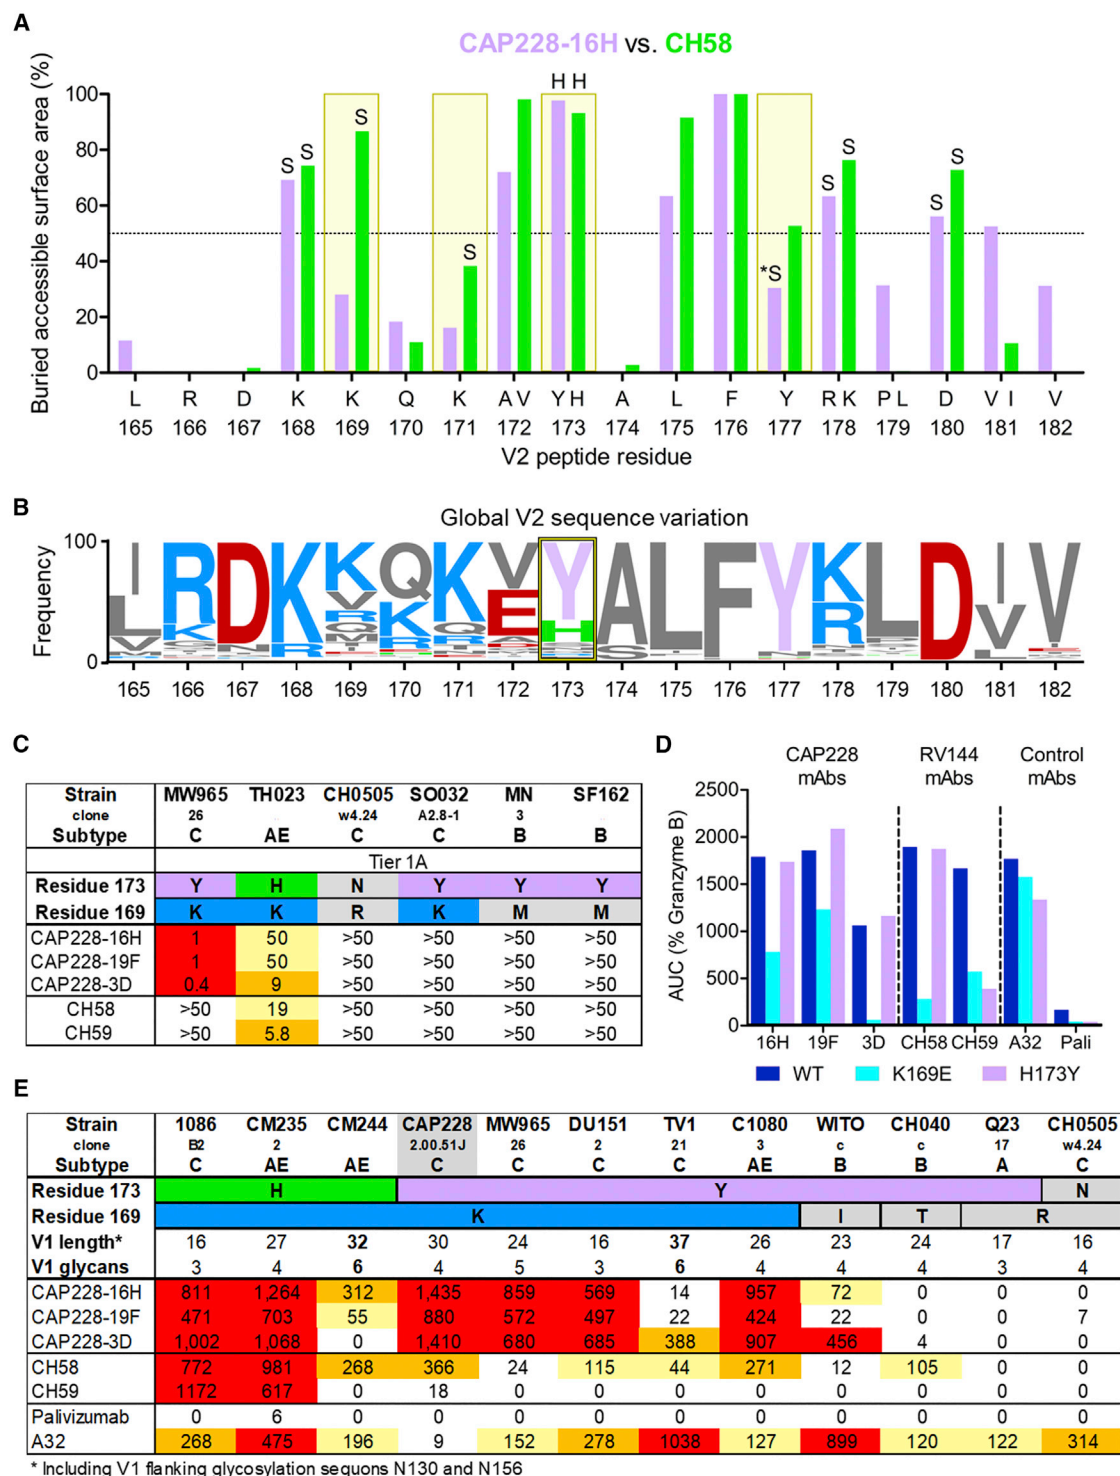 A
CAP228-16H vs. CH58
Buried accessible surface area (%)
100
80
60
40
20
0
S S S S H H *S S S S S
L R D K K Q K A V Y H A L F Y R K P L D V I V
165 166 167 168 169 170 171 172 173 174 175 176 177 178 179 180 181 182
V2 peptide residue
B
Global V2 sequence variation
Frequency
100
0
165 166 167 168 169 170 171 172 173 174 175 176 177 178 179 180 181 182
C
Strain MW965 TH023 CH0505 SO032 MN SF162
clone 26 w4.24 A2.8-1 3
Subtype C AE C C B B
Tier 1A
Residue 173 Y H N Y Y Y
Residue 169 K K R K M M
CAP228-16H 1 50 >50 >50 >50 >50
CAP228-19F 1 50 >50 >50 >50 >50
CAP228-3D 0.4 9 >50 >50 >50 >50
CH58 >50 19 >50 >50 >50 >50
CH59 >50 5.8 >50 >50 >50 >50
D
CAP228 mAbs RV144 mAbs Control mAbs
AUC (% Granzyme B)
2500
2000
1500
1000
500
0
16H 19F 3D CH58 CH59 A32 Pali
WT K169E H173Y
E
Strain 1086 CM235 CM244 CAP228 MW965 DU151 TV1 C1080 WITO CH040 Q23 CH0505
clone B2 2 2.00.51J 26 2 21 3 c c 17 w4.24
Subtype C AE AE C C C C AE B B A C
Residue 173 H Y N
Residue 169 K I T R
V1 length* 16 27 32 30 24 16 37 26 23 24 17 16
V1 glycans 3 4 6 4 5 3 6 4 4 4 3 4
CAP228-16H 811 1,264 312 1,435 859 569 14 957 72 0 0 0
CAP228-19F 471 703 55 880 572 497 22 424 22 0 0 7
CAP228-3D 1,002 1,068 0 1,410 680 685 388 907 456 4 0 0
CH58 772 981 268 366 24 115 44 271 12 105 0 0
CH59 1172 617 0 18 0 0 0 0 0 0 0 0
Palivizumab 0 6 0 0 0 0 0 0 0 0 0 0
A32 268 475 196 9 152 278 1038 127 899 120 122 314
* Including V1 flanking glycosylation sequons N130 and N156